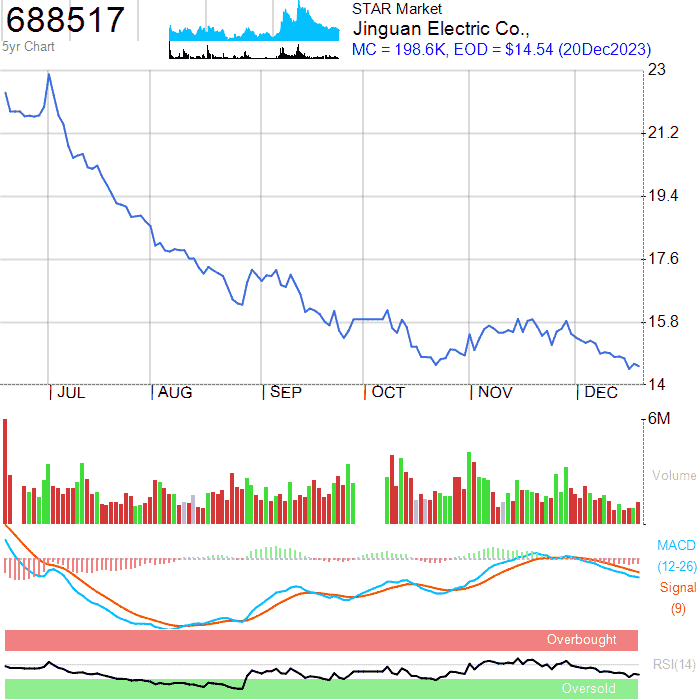 688517
5yr Chart
STAR Market
Jinguan Electric Co.,
MC = 198.6K, EOD = $14.54 (20Dec2023)
23
21.2
19.4
17.6
15.8
14
JUL AUG SEP OCT NOV DEC
6M
Volume
MACD
(12-26)
Signal
(9)
Overbought
RSI(14)
Oversold